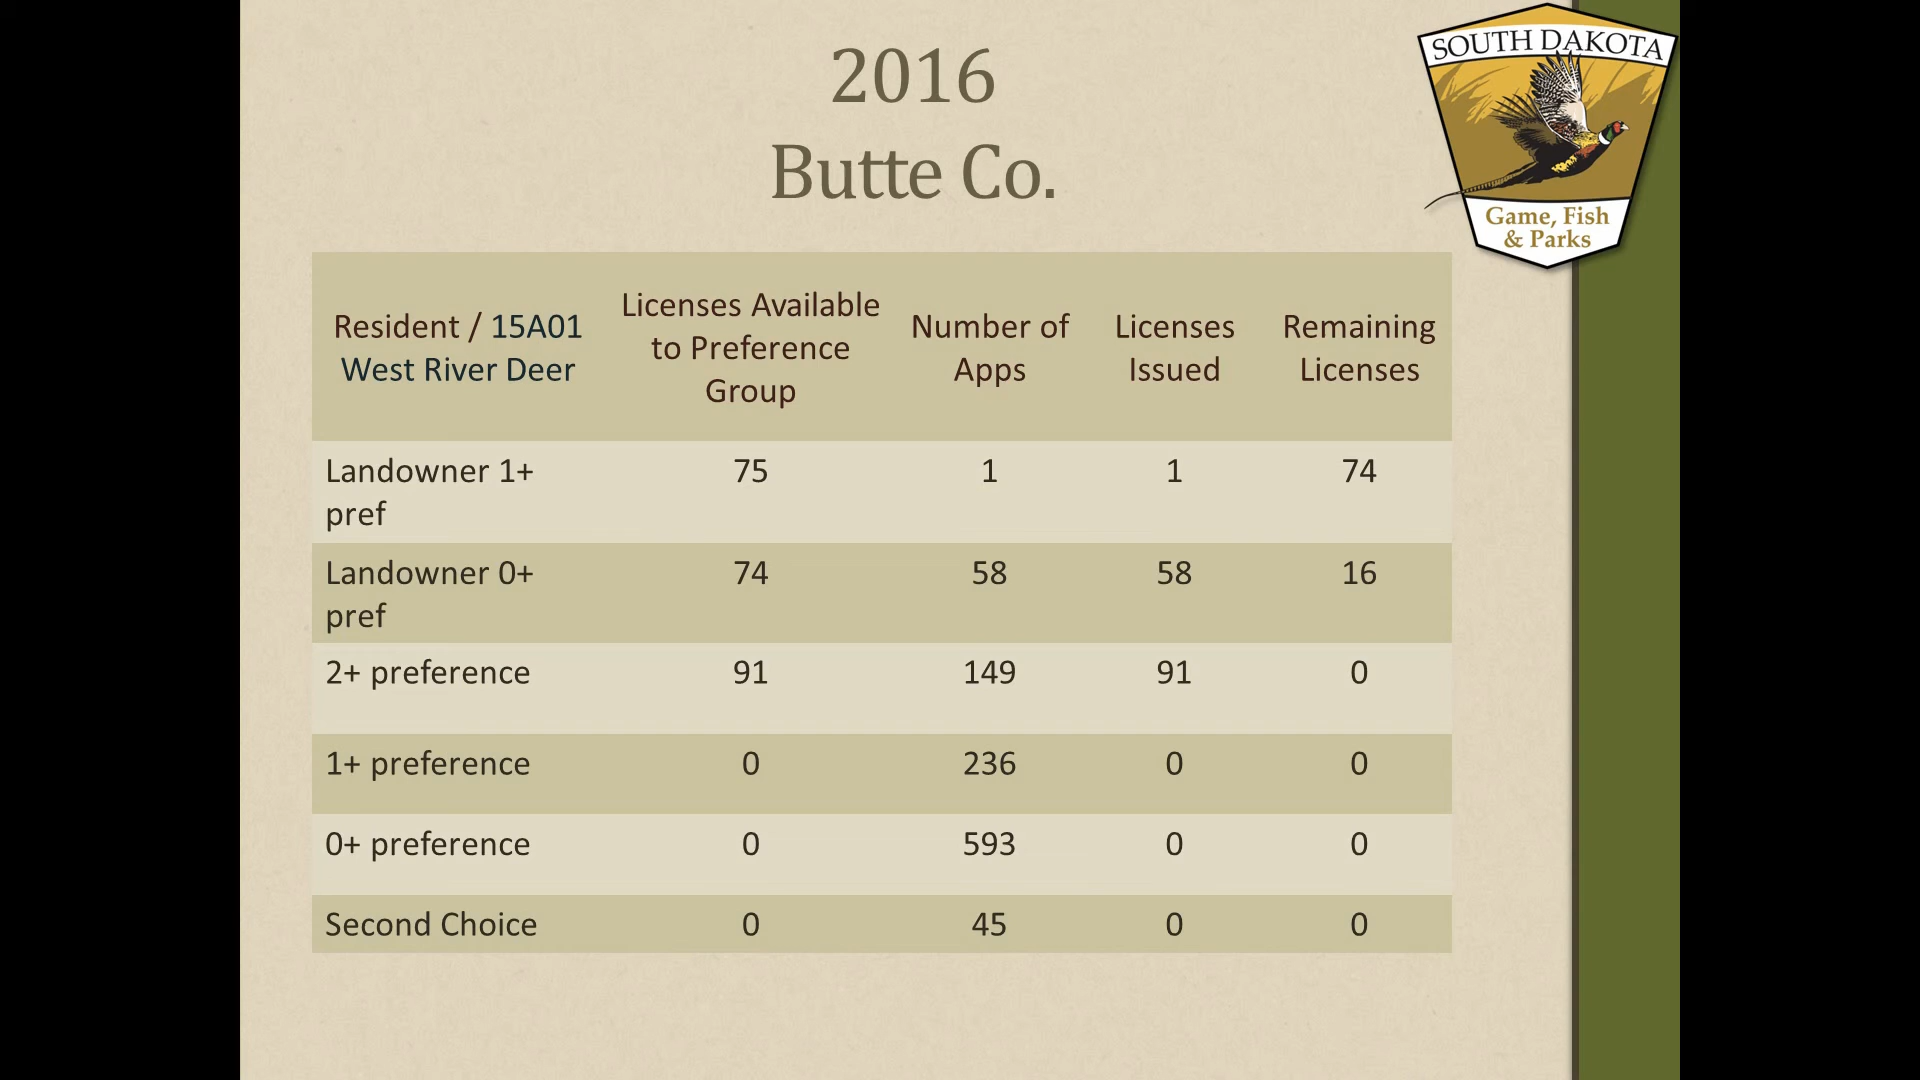 2016
Butte Co.
SOUTH DAKOTA
Game, Fish
& Parks
Resident / 15A01
West River Deer
Licenses Available
to Preference
Group
Number of
Apps
Licenses
Issued
Remaining
Licenses
Landowner 1+
pref
75
1
1
74
Landowner 0+
pref
74
58
58
16
2+ preference
91
149
91
0
1+ preference
0
236
0
0
0+ preference
0
593
0
0
Second Choice
0
45
0
0